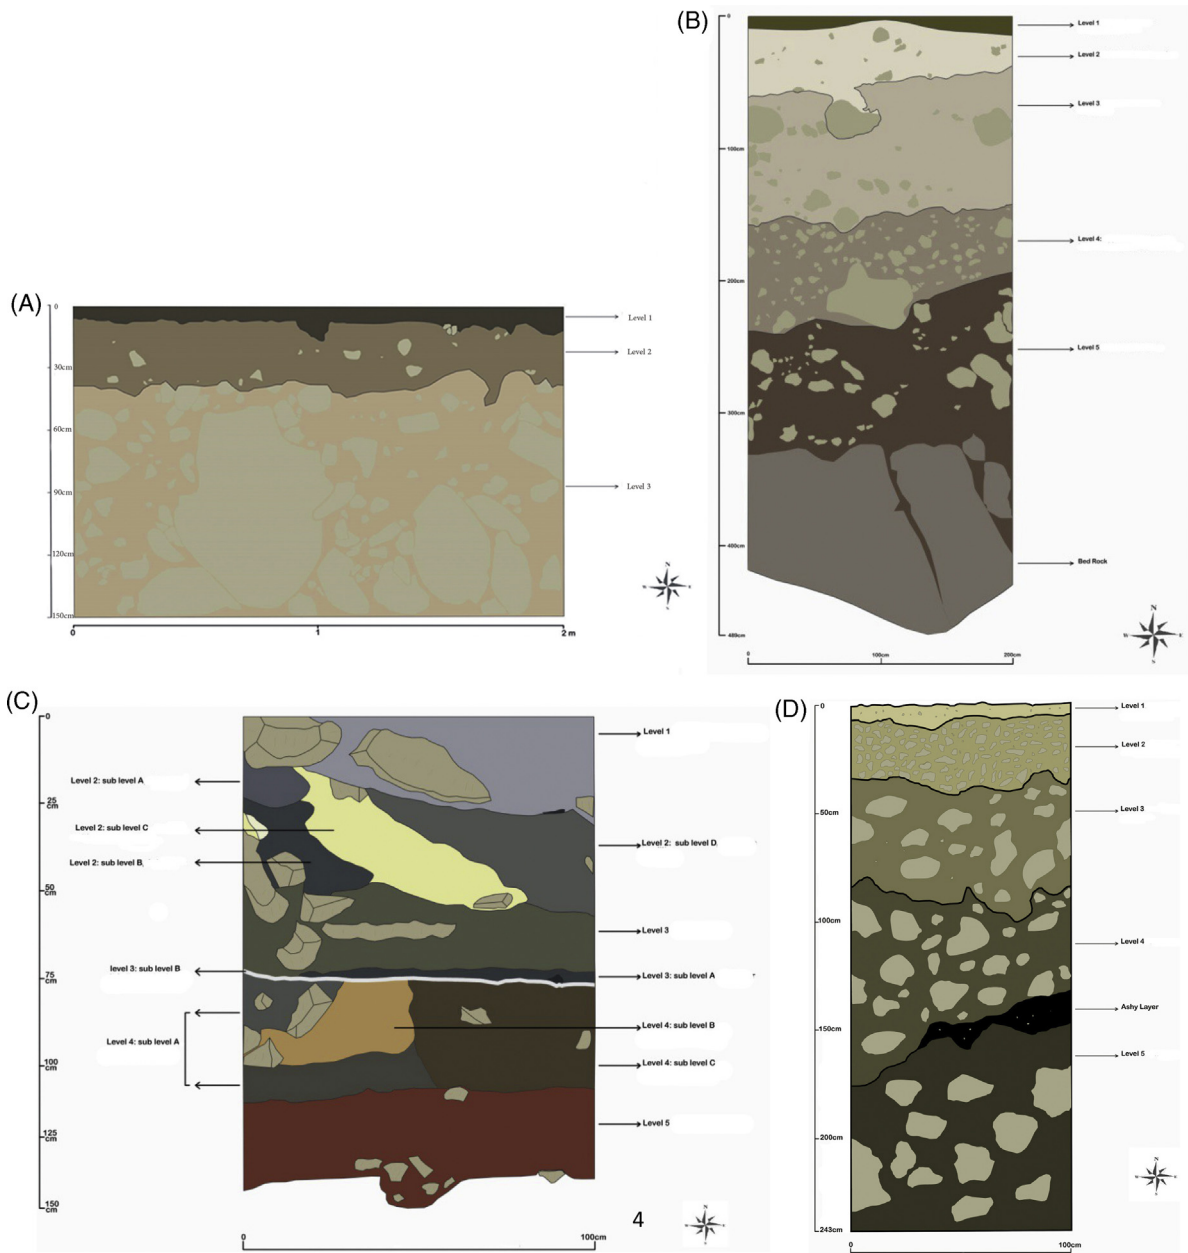 (A)
0
30cm
60cm
90cm
120cm
150cm
0
1
2 m
Level 1
Level 2
Level 3
N
W
E
S
(B)
0
100cm
200cm
300cm
400cm
480cm
0
100cm
200cm
Level 1
Level 2
Level 3
Level 4:
Level 5
Bed Rock
N
W
E
S
(C)
0
25
cm
50
cm
75
cm
100
cm
125
cm
150
cm
0
100cm
Level 2: sub level A
Level 2: sub level C
Level 2: sub level B
level 3: sub level B
Level 4: sub level A
Level 1
Level 2: sub level D
Level 3
Level 3: sub level A
Level 4: sub level B
Level 4: sub level C
Level 5
4
(D)
0
50cm
100cm
150cm
200cm
243cm
0
100cm
Level 1
Level 2
Level 3
Level 4
Ashy Layer
Level 5